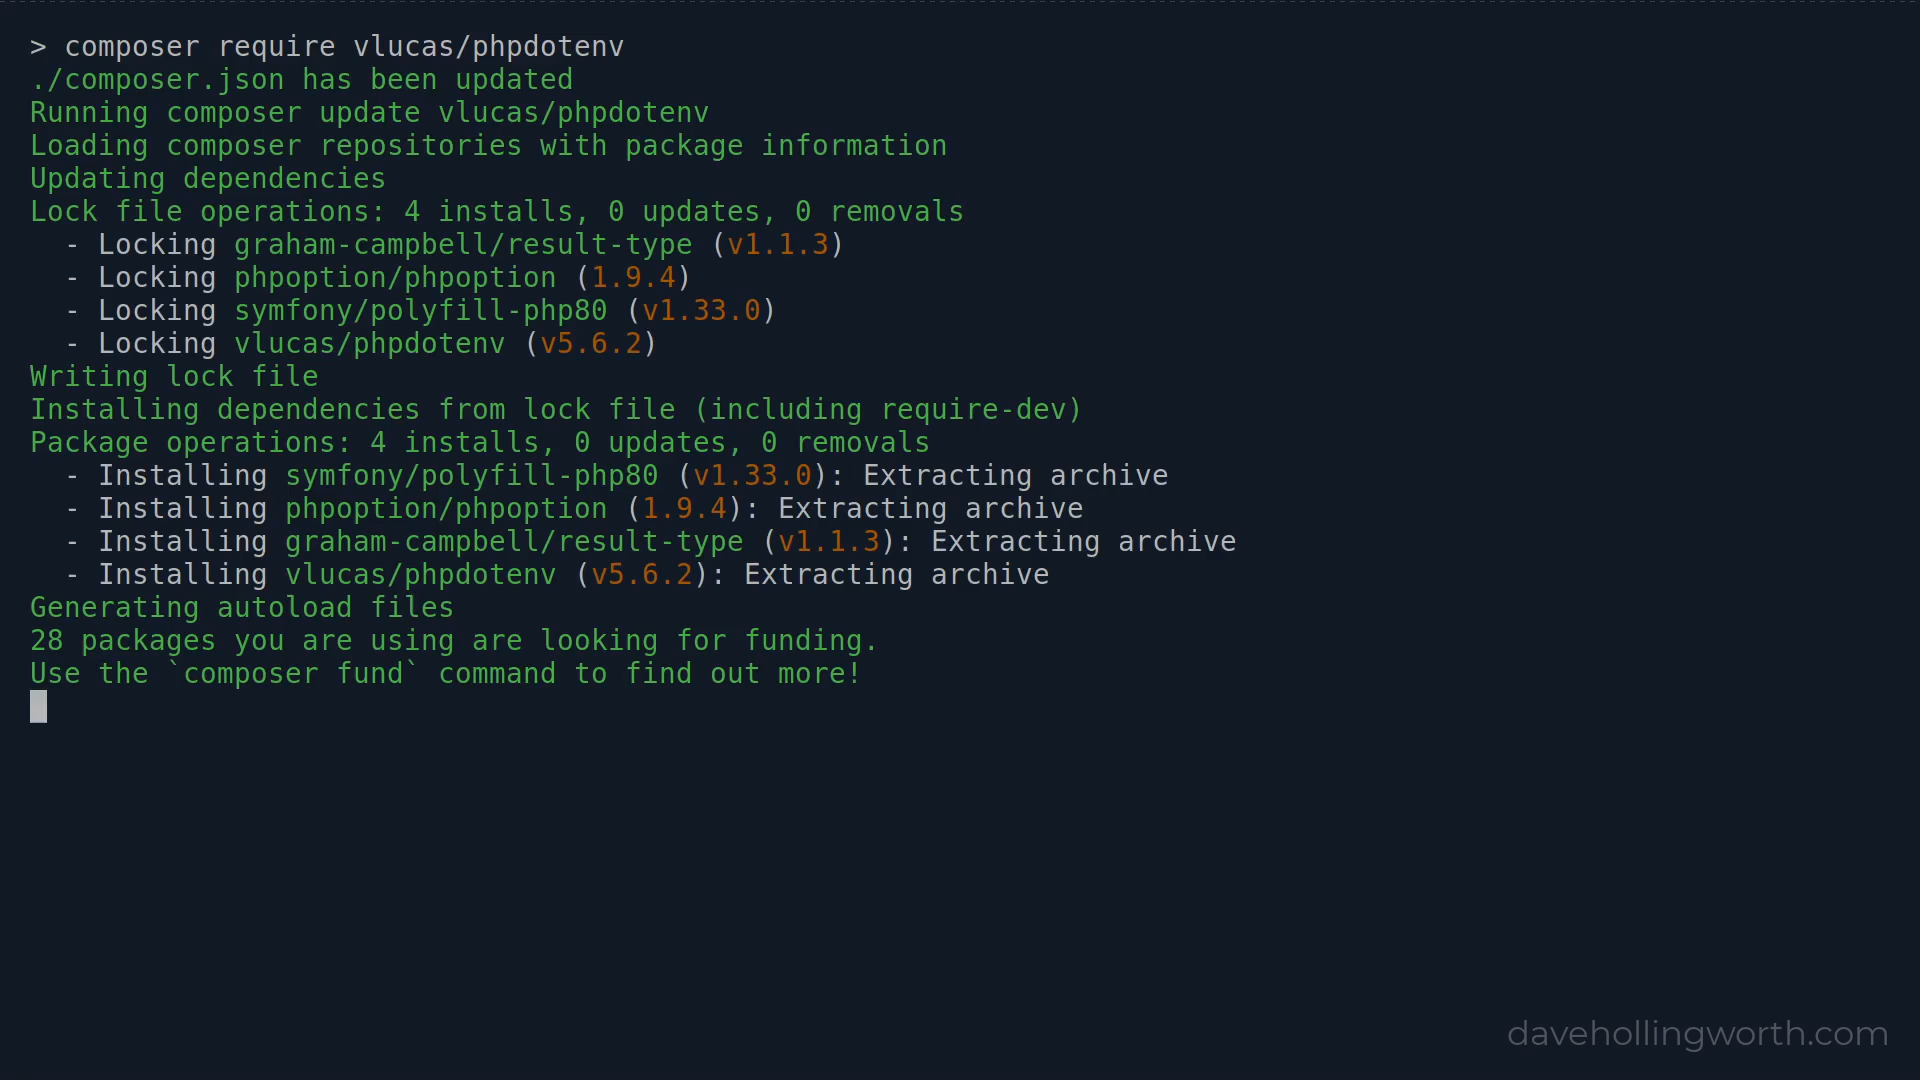 > composer require vlucas/phpdotenv
./composer.json has been updated
Running composer update vlucas/phpdotenv
Loading composer repositories with package information
Updating dependencies
Lock file operations: 4 installs, 0 updates, 0 removals
  - Locking graham-campbell/result-type (v1.1.3)
  - Locking phpoption/phpoption (1.9.4)
  - Locking symfony/polyfill-php80 (v1.33.0)
  - Locking vlucas/phpdotenv (v5.6.2)
Writing lock file
Installing dependencies from lock file (including require-dev)
Package operations: 4 installs, 0 updates, 0 removals
  - Installing symfony/polyfill-php80 (v1.33.0): Extracting archive
  - Installing phpoption/phpoption (1.9.4): Extracting archive
  - Installing graham-campbell/result-type (v1.1.3): Extracting archive
  - Installing vlucas/phpdotenv (v5.6.2): Extracting archive
Generating autoload files
28 packages you are using are looking for funding.
Use the `composer fund` command to find out more!
davehollingworth.com